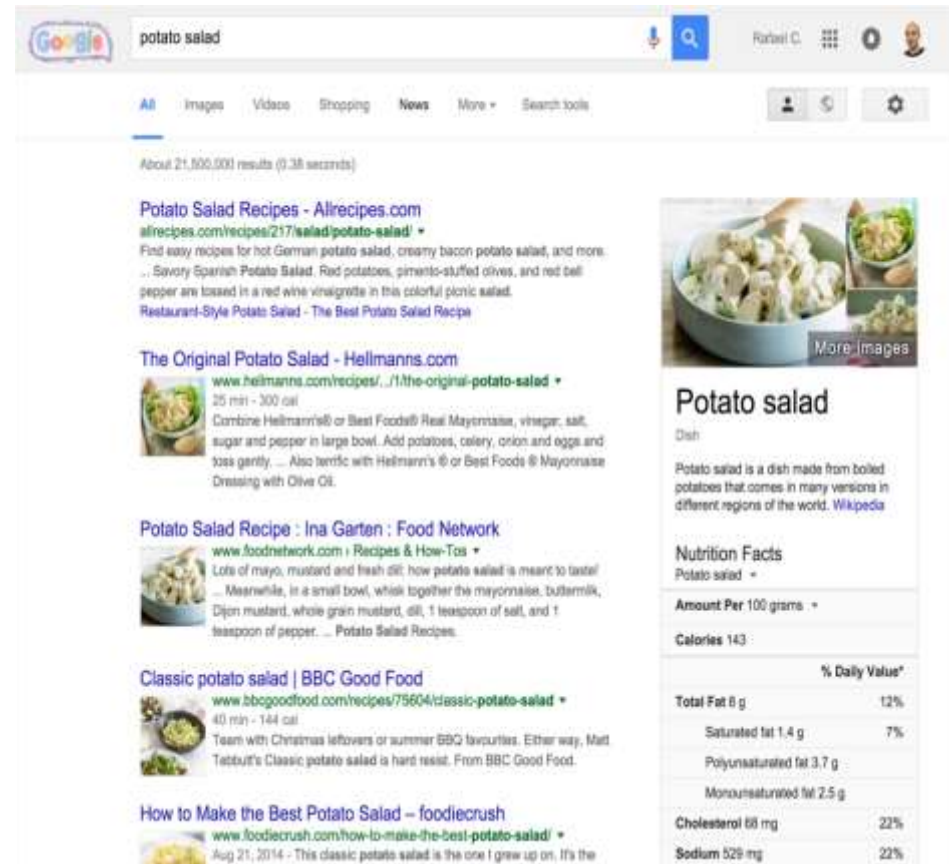 Google
potato salad
Rafael C.
All Images Videos Shopping News More Search tools
About 21,500,000 results (0.38 seconds)
Potato Salad Recipes - Allrecipes.com
allrecipes.com/recipes/217/salad/potato-salad/
Find easy recipes for hot German potato salad, creamy bacon potato salad, and more.
... Savory Spanish Potato Salad. Red potatoes, pimento-stuffed olives, and red bell
pepper are tossed in a red wine vinaigrette in this colorful picnic salad.
Restaurant-Style Potato Salad - The Best Potato Salad Recipe
The Original Potato Salad - Hellmanns.com
www.hellmanns.com/recipes/.../1/the-original-potato-salad
25 min - 300 cal
Combine Hellmann's® or Best Foods® Real Mayonnaise, vinegar, salt,
sugar and pepper in large bowl. Add potatoes, celery, onion and eggs and
toss gently. ... Also terrific with Hellmann's ® or Best Foods ® Mayonnaise
Dressing with Olive Oil.
Potato Salad Recipe : Ina Garten : Food Network
www.foodnetwork.com › Recipes & How-Tos
Lots of mayo, mustard and fresh dill: how potato salad is meant to taste!
... Meanwhile, in a small bowl, whisk together the mayonnaise, buttermilk,
Dijon mustard, whole grain mustard, dill, 1 teaspoon of salt, and 1
teaspoon of pepper. ... Potato Salad Recipes.
Classic potato salad | BBC Good Food
www.bbcgoodfood.com/recipes/75604/classic-potato-salad
40 min - 144 cal
Team with Christmas leftovers or summer BBQ favourites. Either way, Matt
Tebbutt's Classic potato salad is hard resist. From BBC Good Food.
How to Make the Best Potato Salad – foodiecrush
www.foodiecrush.com/how-to-make-the-best-potato-salad/
Aug 21, 2014 - This classic potato salad is the one I grew up on. It's the
More images
Potato salad
Dish
Potato salad is a dish made from boiled
potatoes that comes in many versions in
different regions of the world. Wikipedia
Nutrition Facts
Potato salad
Amount Per 100 grams
Calories 143
% Daily Value*
Total Fat 8 g 12%
Saturated fat 1.4 g 7%
Polyunsaturated fat 3.7 g
Monounsaturated fat 2.5 g
Cholesterol 68 mg 22%
Sodium 529 mg 22%